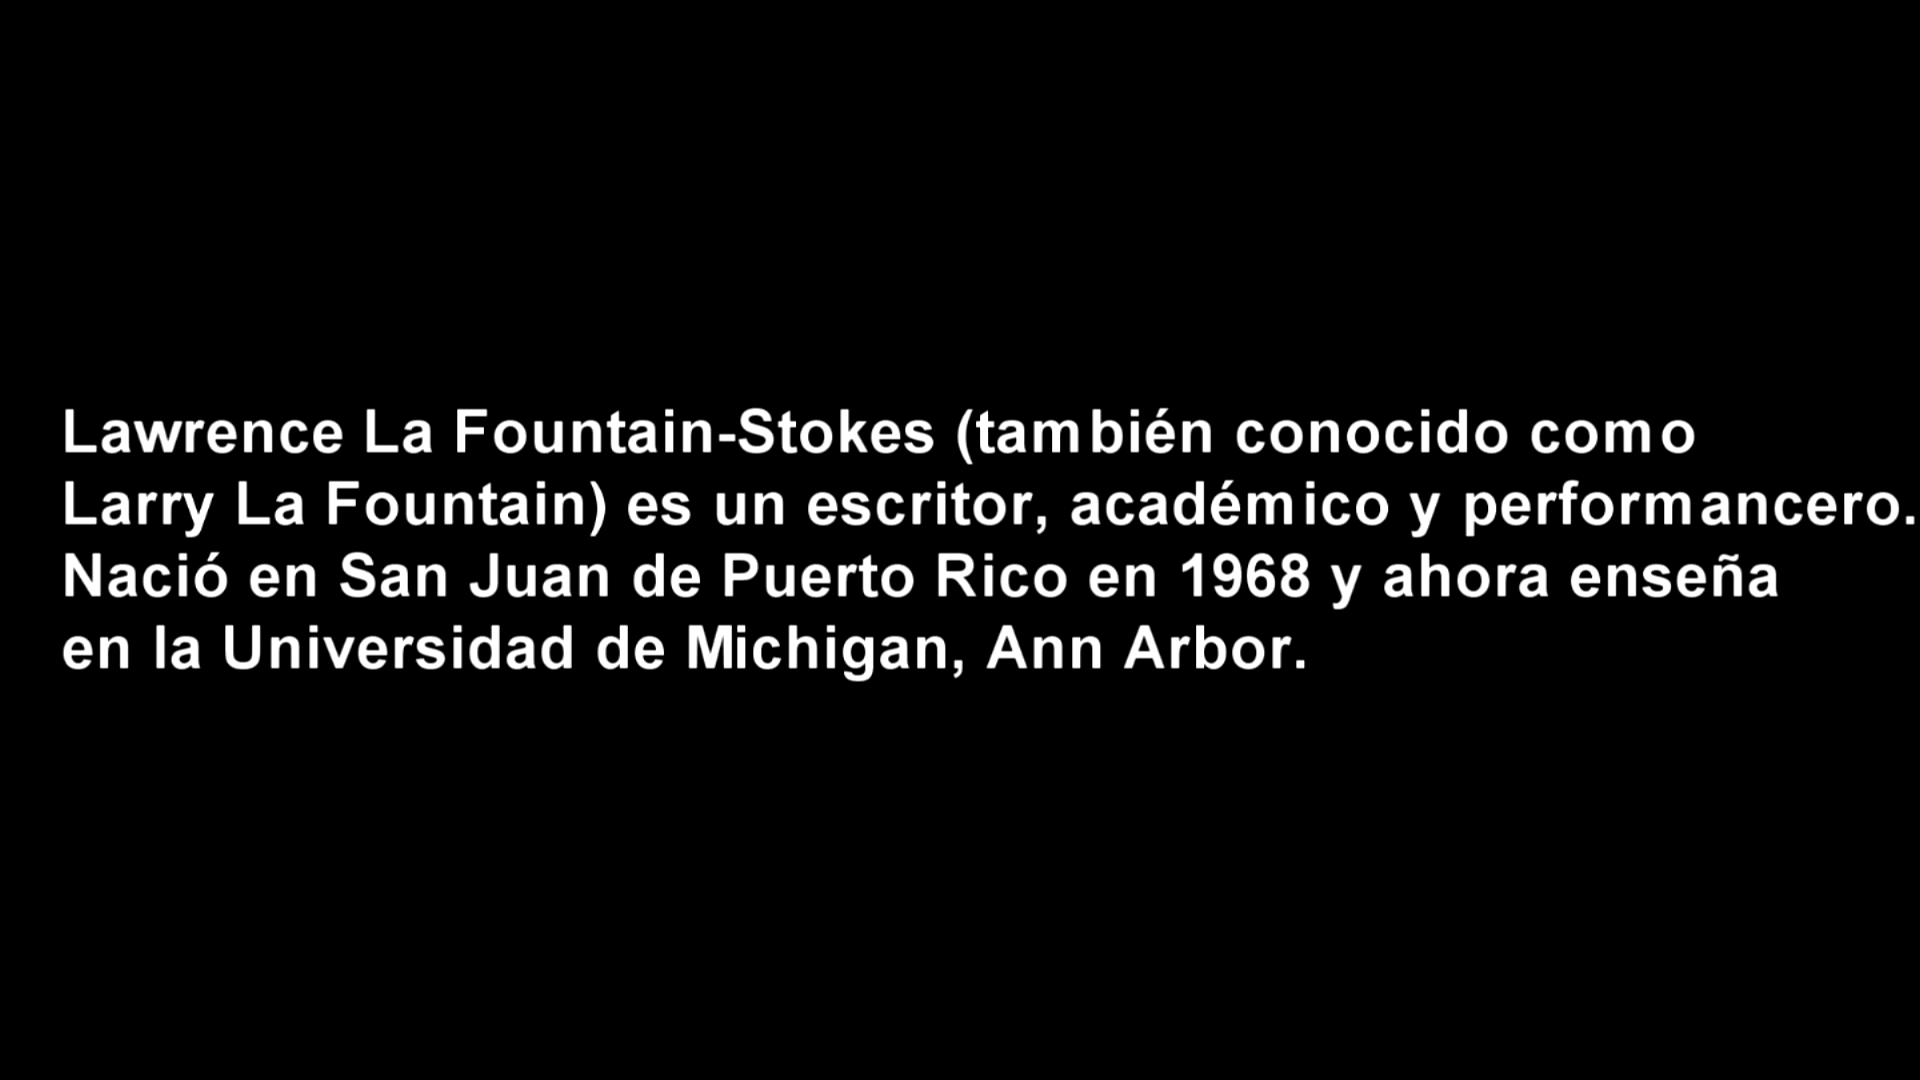 Lawrence La Fountain-Stokes (también conocido como
Larry La Fountain) es un escritor, académico y performancero.
Nació en San Juan de Puerto Rico en 1968 y ahora enseña
en la Universidad de Michigan, Ann Arbor.